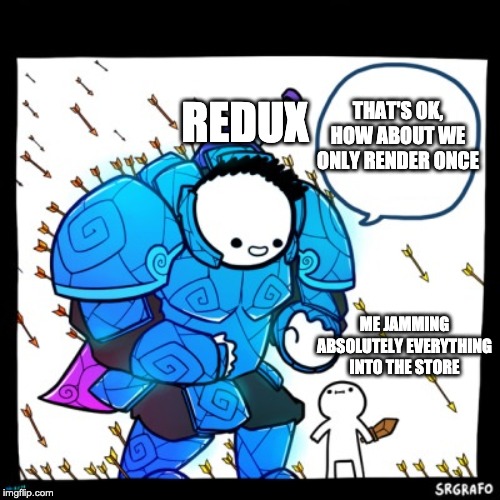 REDUX
THAT'S OK,
HOW ABOUT WE
ONLY RENDER ONCE
ME JAMMING
ABSOLUTELY EVERYTHING
INTO THE STORE
SRGRAFO
imgflip.com